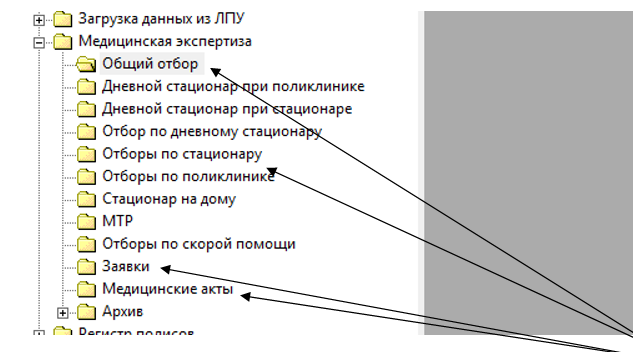 Загрузка данных из ЛПУ
Медицинская экспертиза
Общий отбор
Дневной стационар при поликлинике
Дневной стационар при стационаре
Отбор по дневному стационару
Отборы по стационару
Отборы по поликлинике
Стационар на дому
МТР
Отборы по скорой помощи
Заявки
Медицинские акты
Архив
Регистр полисов